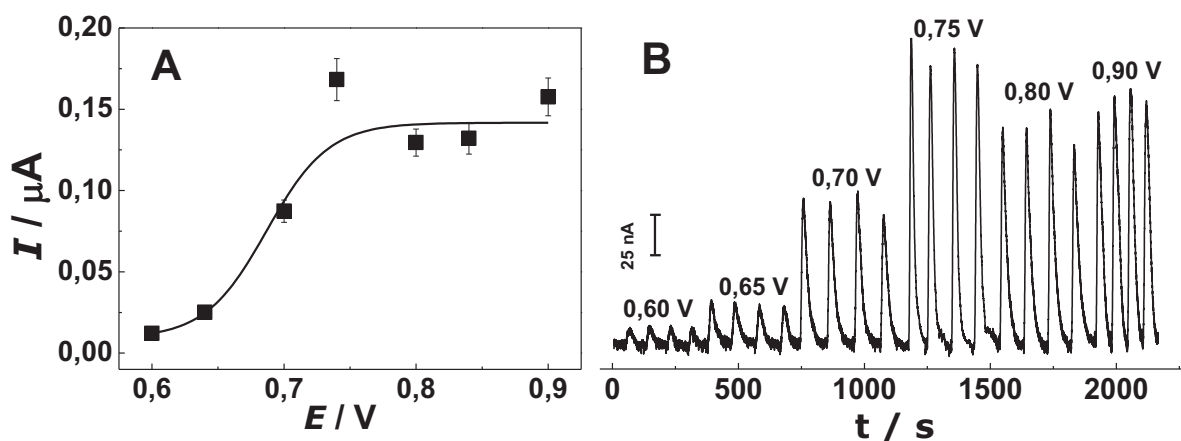 A
0,20
0,15
0,10
0,05
0,00
I / μA
0,6 0,7 0,8 0,9
E / V
B
0,60 V
0,65 V
0,70 V
0,75 V
0,80 V
0,90 V
25 nA
0 500 1000 1500 2000
t / s